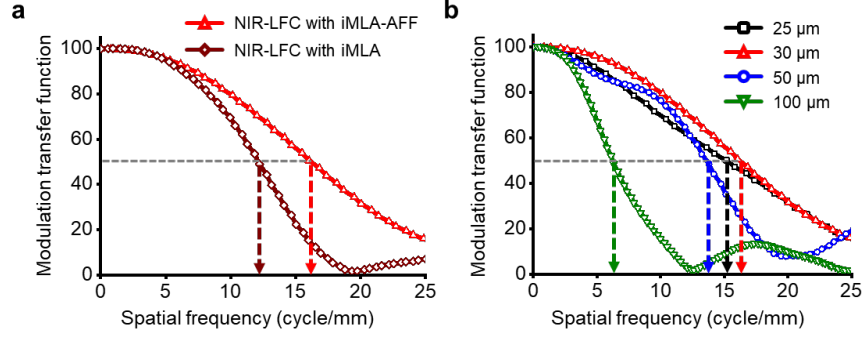 a
NIR-LFC with iMLA-AFF
NIR-LFC with iMLA
Modulation transfer function
100
80
60
40
20
0
0 5 10 15 20 25
Spatial frequency (cycle/mm)
b
25 μm
30 μm
50 μm
100 μm
Modulation transfer function
100
80
60
40
20
0
0 5 10 15 20 25
Spatial frequency (cycle/mm)